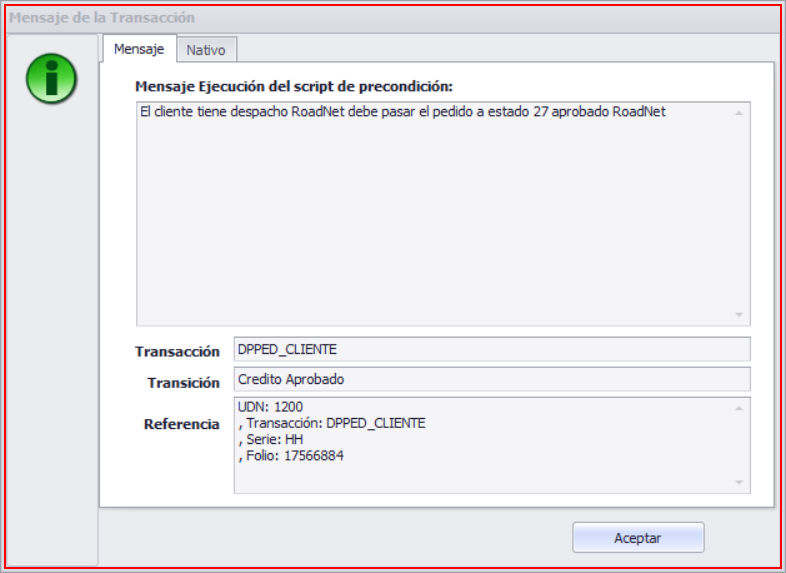 Mensaje de la Transacción
Mensaje
Nativo
Mensaje Ejecución del script de precondición:
El cliente tiene despacho RoadNet debe pasar el pedido a estado 27 aprobado RoadNet
Transacción
DPPED_CLIENTE
Transición
Credito Aprobado
Referencia
UDN: 1200
, Transacción: DPPED_CLIENTE
, Serie: HH
, Folio: 17566884
Aceptar